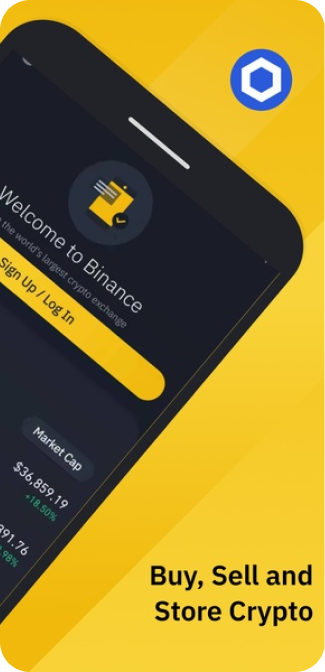 Welcome to Binance
the world's largest crypto exchange
Sign Up / Log In
Market Cap
$36,859.19
+18.50%
891.76
.98%
Buy, Sell and
Store Crypto